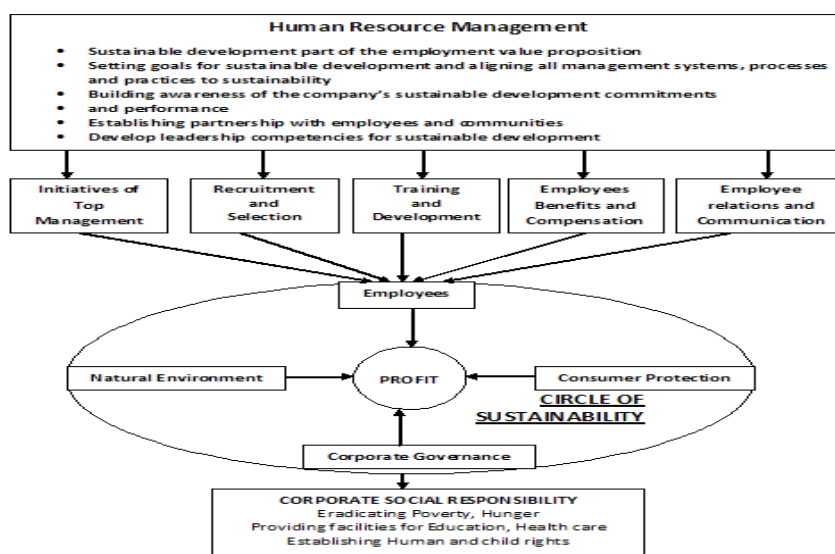 Human Resource Management
• Sustainable development part of the employment value proposition
• Setting goals for sustainable development and aligning all management systems, processes
and practices to sustainability
• Building awareness of the company's sustainable development commitments
• and performance
• Establishing partnership with employees and communities
• Develop leadership competencies for sustainable development
Initiatives of
Top
Management
Recruitment
and
Selection
Training
and
Development
Employees
Benefits and
Compensation
Employee
relations and
Communication
Employees
Natural Environment
PROFIT
Consumer Protection
CIRCLE OF
SUSTAINABILITY
Corporate Governance
CORPORATE SOCIAL RESPONSIBILITY
Eradicating Poverty, Hunger
Providing facilities for Education, Health care
Establishing Human and child rights